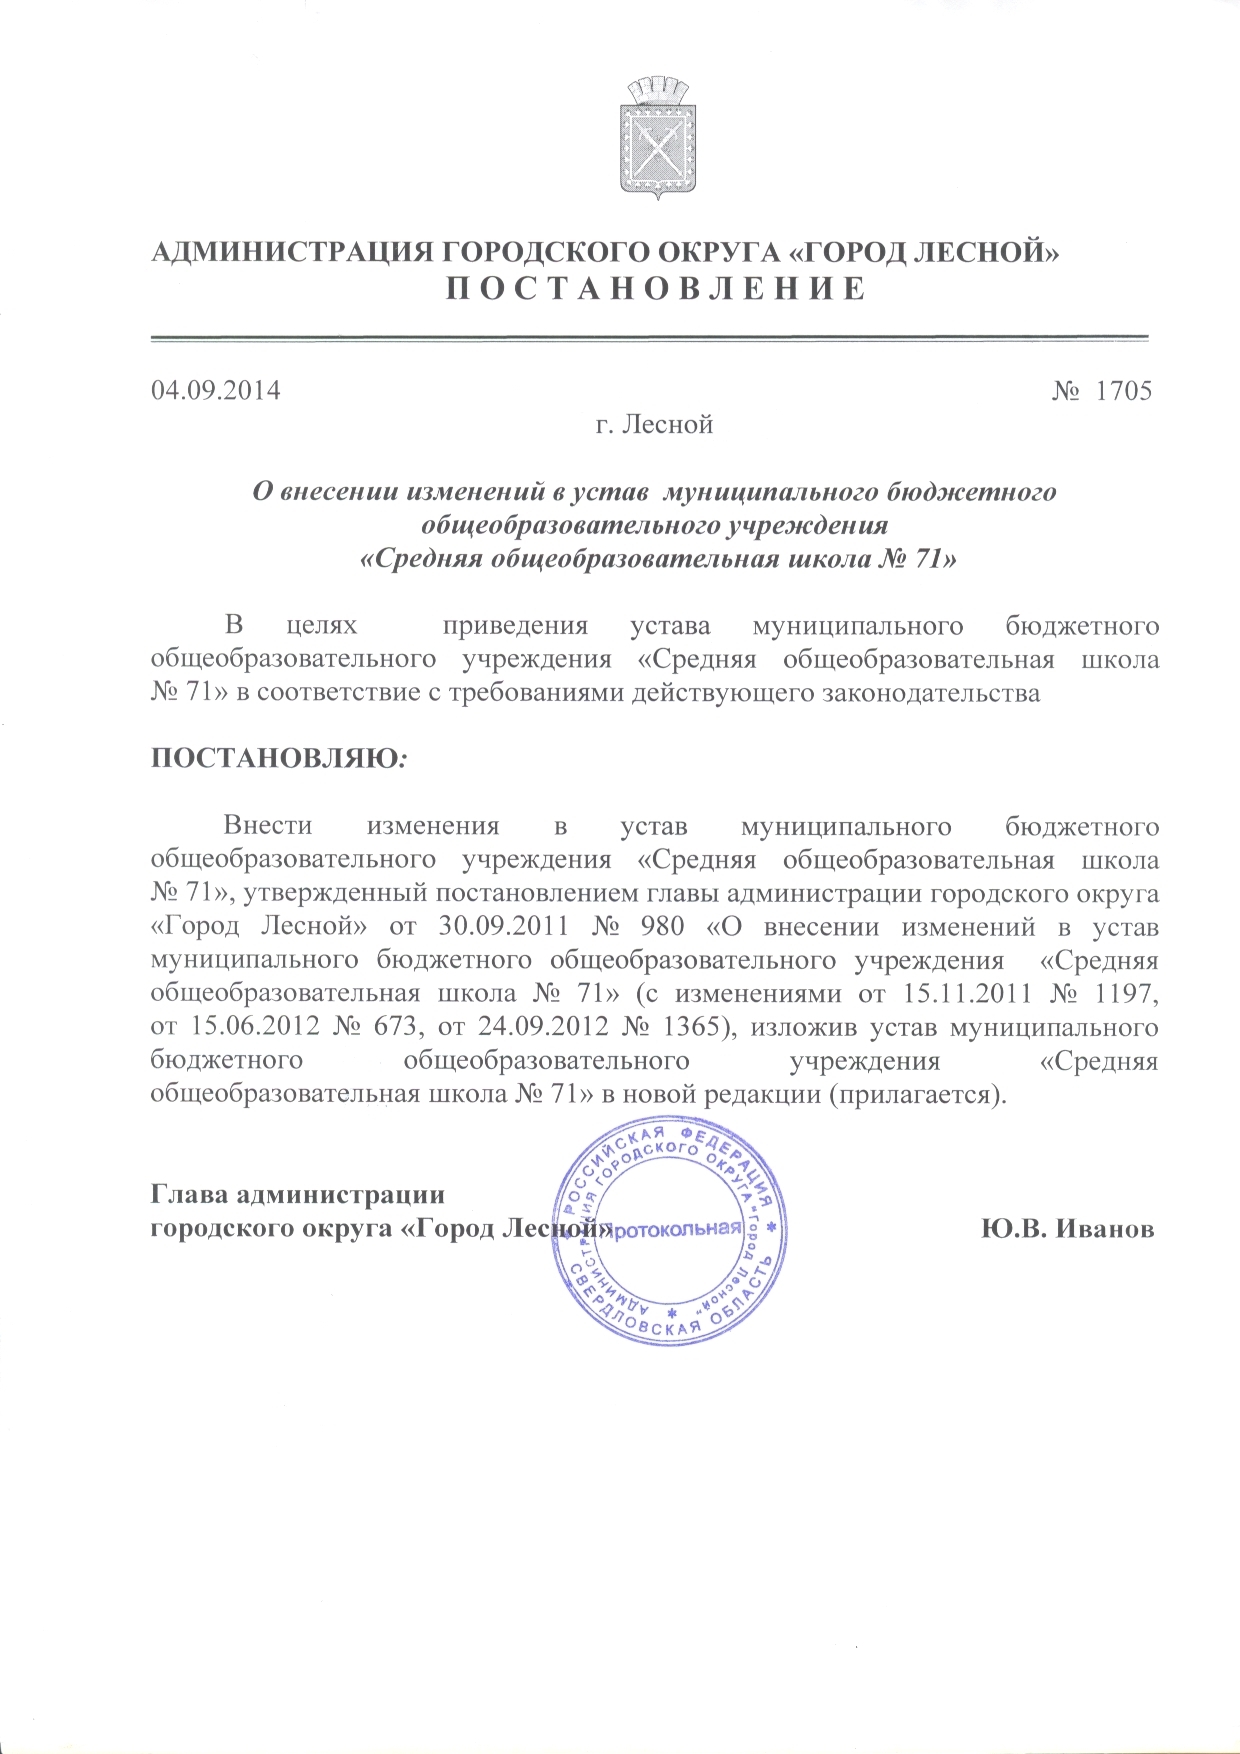 АДМИНИСТРАЦИЯ ГОРОДСКОГО ОКРУГА «ГОРОД ЛЕСНОЙ»
П О С Т А Н О В Л Е Н И Е
04.09.2014 № 1705
г. Лесной
О внесении изменений в устав муниципального бюджетного
общеобразовательного учреждения
«Средняя общеобразовательная школа № 71»
В целях приведения устава муниципального бюджетного
общеобразовательного учреждения «Средняя общеобразовательная школа
№ 71» в соответствие с требованиями действующего законодательства
ПОСТАНОВЛЯЮ:
Внести изменения в устав муниципального бюджетного
общеобразовательного учреждения «Средняя общеобразовательная школа
№ 71», утвержденный постановлением главы администрации городского округа
«Город Лесной» от 30.09.2011 № 980 «О внесении изменений в устав
муниципального бюджетного общеобразовательного учреждения «Средняя
общеобразовательная школа № 71» (с изменениями от 15.11.2011 № 1197,
от 15.06.2012 № 673, от 24.09.2012 № 1365), изложив устав муниципального
бюджетного общеобразовательного учреждения «Средняя
общеобразовательная школа № 71» в новой редакции (прилагается).
Глава администрации
городского округа «Город Лесной» Ю.В. Иванов
РОССИЙСКАЯ ФЕДЕРАЦИЯ * СВЕРДЛОВСКАЯ ОБЛАСТЬ *
АДМИНИСТРАЦИЯ ГОРОДСКОГО ОКРУГА "Город Лесной" *
Протокольная